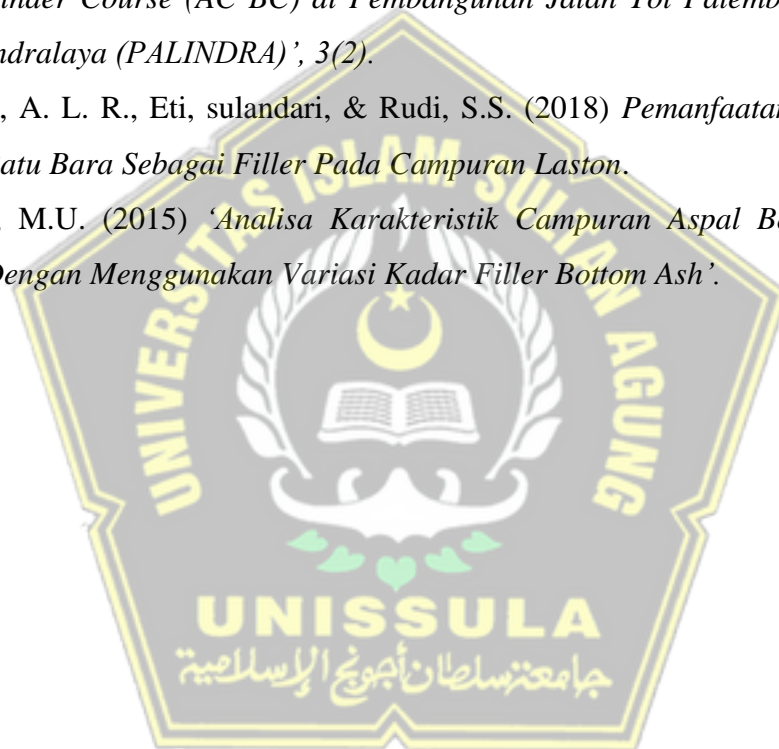 inder Course (AC BC) di Pembangunan Jalan Tol Palemb
ndralaya (PALINDRA)’, 3(2).
, A. L. R., Eti, sulandari, & Rudi, S.S. (2018) Pemanfaatan
atu Bara Sebagai Filler Pada Campuran Laston.
, M.U. (2015) ‘Analisa Karakteristik Campuran Aspal Be
Dengan Menggunakan Variasi Kadar Filler Bottom Ash’.
UNIVERSITAS ISLAM SULTAN AGUNG
UNISSULA
جامعة سلطان أجونج الإسلامية